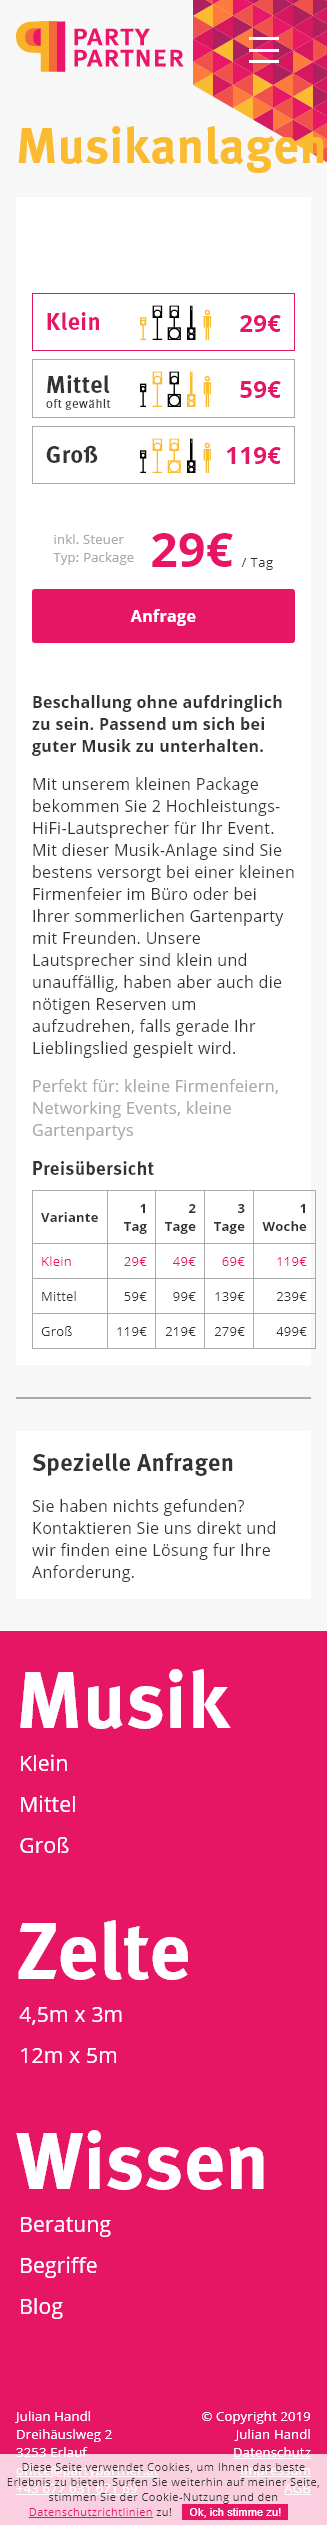 PARTY
PARTNER
Musikanlagen
Klein 29€
Mittel 59€
oft gewählt
Groß 119€
inkl. Steuer
Typ: Package
29€ / Tag
Anfrage
Beschallung ohne aufdringlich
zu sein. Passend um sich bei
guter Musik zu unterhalten.
Mit unserem kleinen Package
bekommen Sie 2 Hochleistungs-
HiFi-Lautsprecher für Ihr Event.
Mit dieser Musik-Anlage sind Sie
bestens versorgt bei einer kleinen
Firmenfeier im Büro oder bei
Ihrer sommerlichen Gartenparty
mit Freunden. Unsere
Lautsprecher sind klein und
unauffällig, haben aber auch die
nötigen Reserven um
aufzudrehen, falls gerade Ihr
Lieblingslied gespielt wird.
Perfekt für: kleine Firmenfeiern,
Networking Events, kleine
Gartenpartys
Preisübersicht
Variante 1 Tag 2 Tage 3 Tage 1 Woche
Klein 29€ 49€ 69€ 119€
Mittel 59€ 99€ 139€ 239€
Groß 119€ 219€ 279€ 499€
Spezielle Anfragen
Sie haben nichts gefunden?
Kontaktieren Sie uns direkt und
wir finden eine Lösung fur Ihre
Anforderung.
Musik
Klein
Mittel
Groß
Zelte
4,5m x 3m
12m x 5m
Wissen
Beratung
Begriffe
Blog
Julian Handl
Dreihäuslweg 2
3253 Erlauf
© Copyright 2019
Julian Handl
Datenschutz
AGB
Diese Seite verwendet Cookies, um Ihnen das beste
Erlebnis zu bieten. Surfen Sie weiterhin auf meiner Seite,
stimmen Sie der Cookie-Nutzung und den
Datenschutzrichtlinien zu! Ok, ich stimme zu!